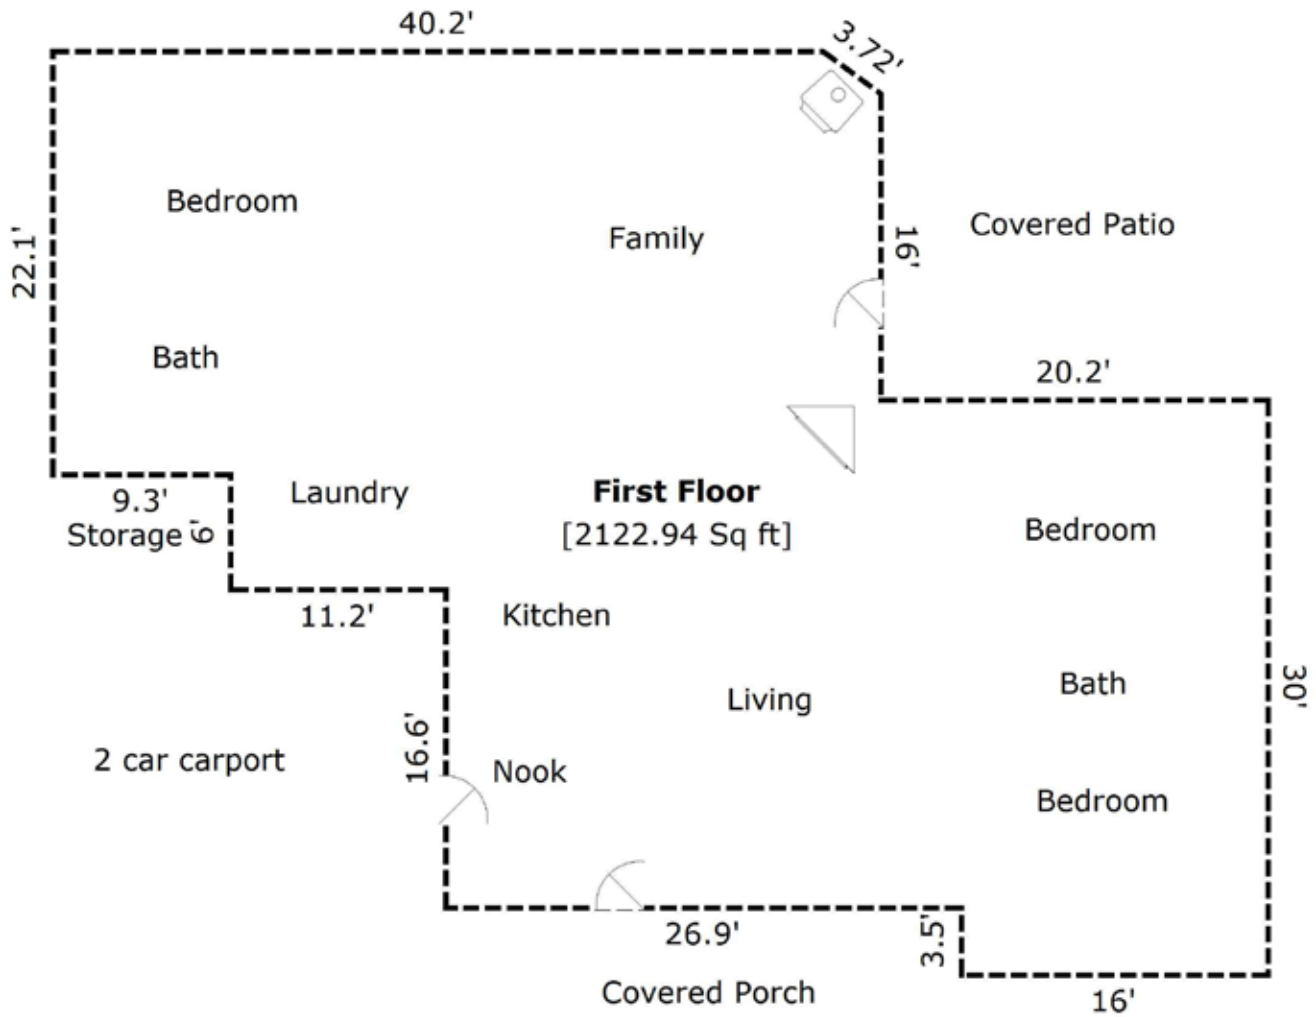 40.2'
3.72'
Bedroom
Family
Covered Patio
22.1'
16'
Bath
20.2'
9.3'
Storage
6'
Laundry
First Floor
[2122.94 Sq ft]
Bedroom
11.2'
Kitchen
Living
Bath
30'
16.6'
2 car carport
Nook
Bedroom
26.9'
3.5'
Covered Porch
16'